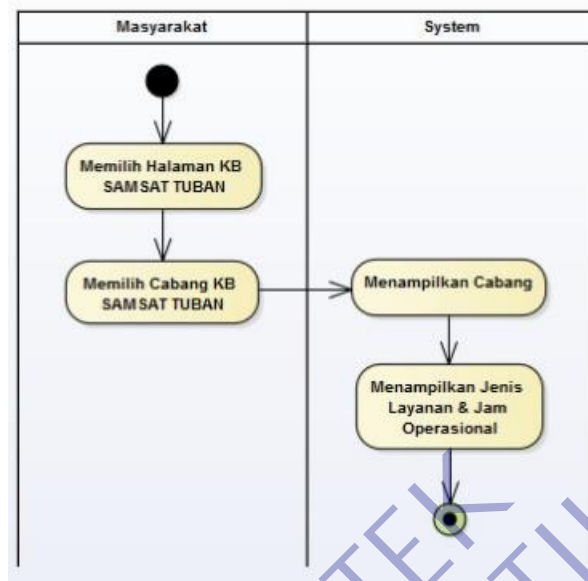 Masyarakat
System
Memilih Halaman KB
SAMSAT TUBAN
Memilih Cabang KB
SAMSAT TUBAN
Menampilkan Cabang
Menampilkan Jenis
Layanan & Jam
Operasional